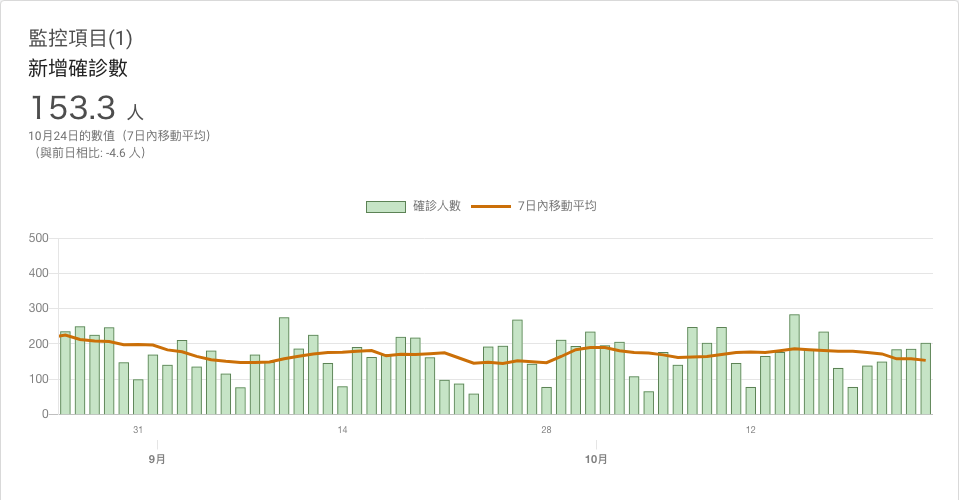 監控項目(1)
新增確診數
153.3 人
10月24日的數值（7日內移動平均）
（與前日相比: -4.6 人）
確診人數 7日內移動平均
500
400
300
200
100
0
31 14 28 12
9月 10月